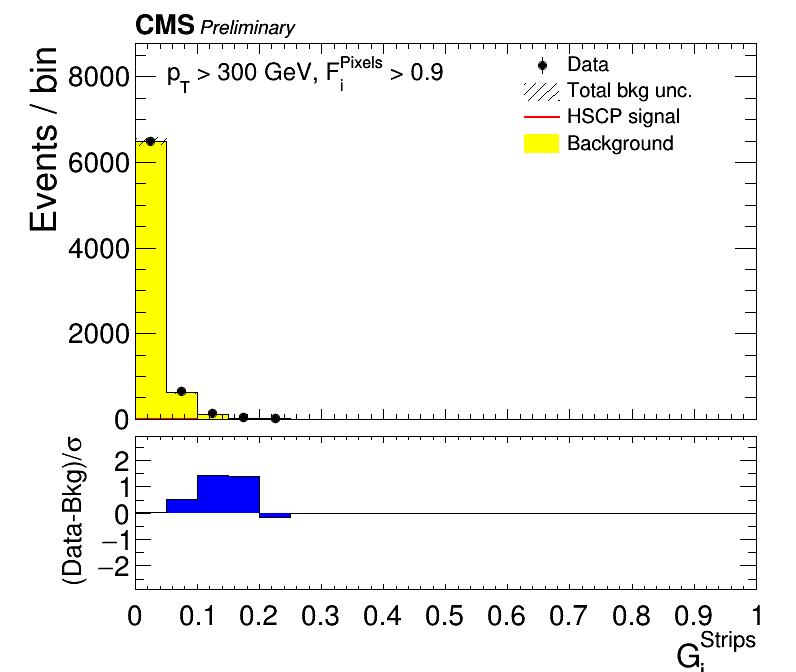 CMS Preliminary
p_T > 300 GeV, F_i^Pixels > 0.9
Data
Total bkg unc.
HSCP signal
Background
Events / bin
8000
6000
4000
2000
0
(Data-Bkg)/σ
2
1
0
−1
−2
0 0.1 0.2 0.3 0.4 0.5 0.6 0.7 0.8 0.9 1
G_i^Strips